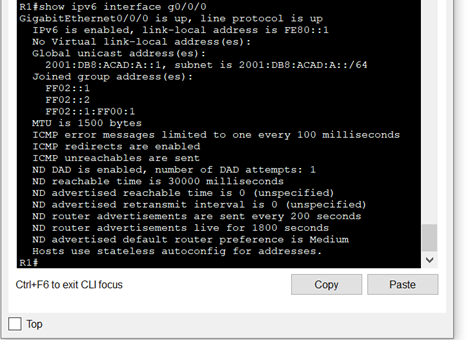 R1#show ipv6 interface g0/0/0
GigabitEthernet0/0/0 is up, line protocol is up
IPv6 is enabled, link-local address is FE80::1
No Virtual link-local address(es):
Global unicast address(es):
2001:DB8:ACAD:A::1, subnet is 2001:DB8:ACAD:A::/64
Joined group address(es):
FF02::1
FF02::2
FF02::1:FF00:1
MTU is 1500 bytes
ICMP error messages limited to one every 100 milliseconds
ICMP redirects are enabled
ICMP unreachables are sent
ND DAD is enabled, number of DAD attempts: 1
ND reachable time is 30000 milliseconds
ND advertised reachable time is 0 (unspecified)
ND advertised retransmit interval is 0 (unspecified)
ND router advertisements are sent every 200 seconds
ND router advertisements live for 1800 seconds
ND advertised default router preference is Medium
Hosts use stateless autoconfig for addresses.
R1#
Ctrl+F6 to exit CLI focus
Copy
Paste
Top